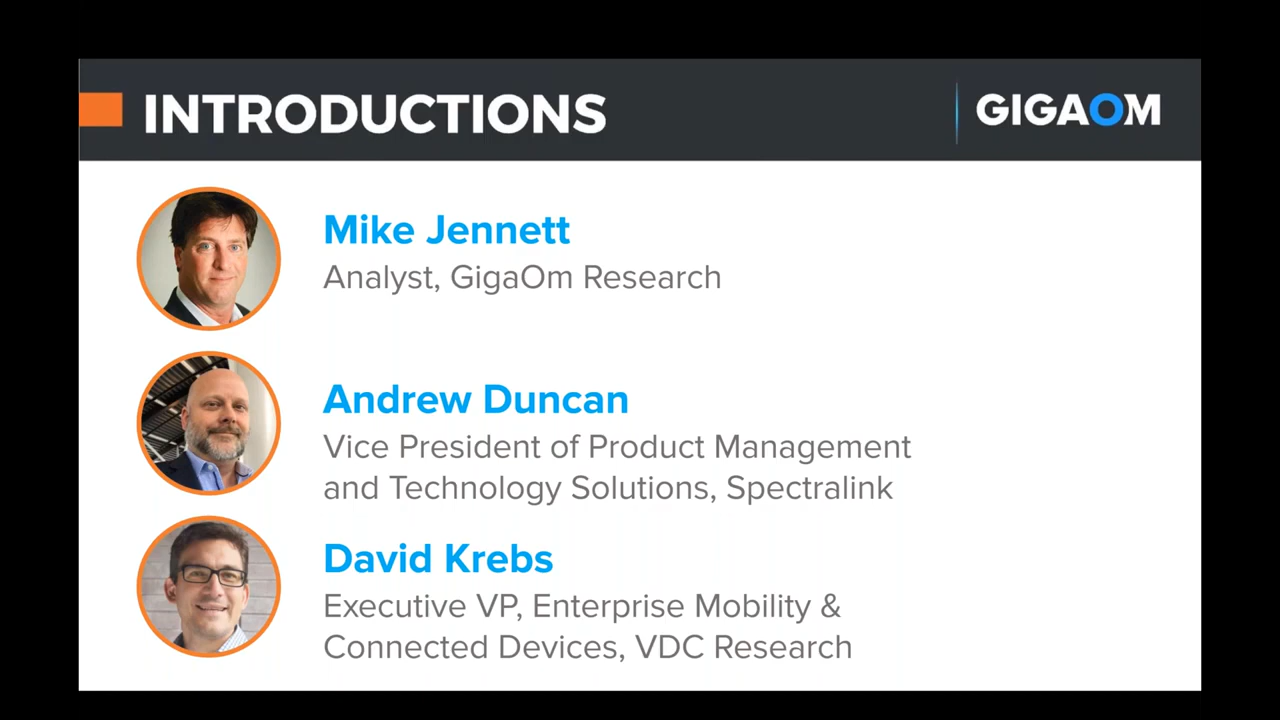 INTRODUCTIONS
GIGAOM
Mike Jennett
Analyst, GigaOm Research
Andrew Duncan
Vice President of Product Management
and Technology Solutions, Spectralink
David Krebs
Executive VP, Enterprise Mobility &
Connected Devices, VDC Research